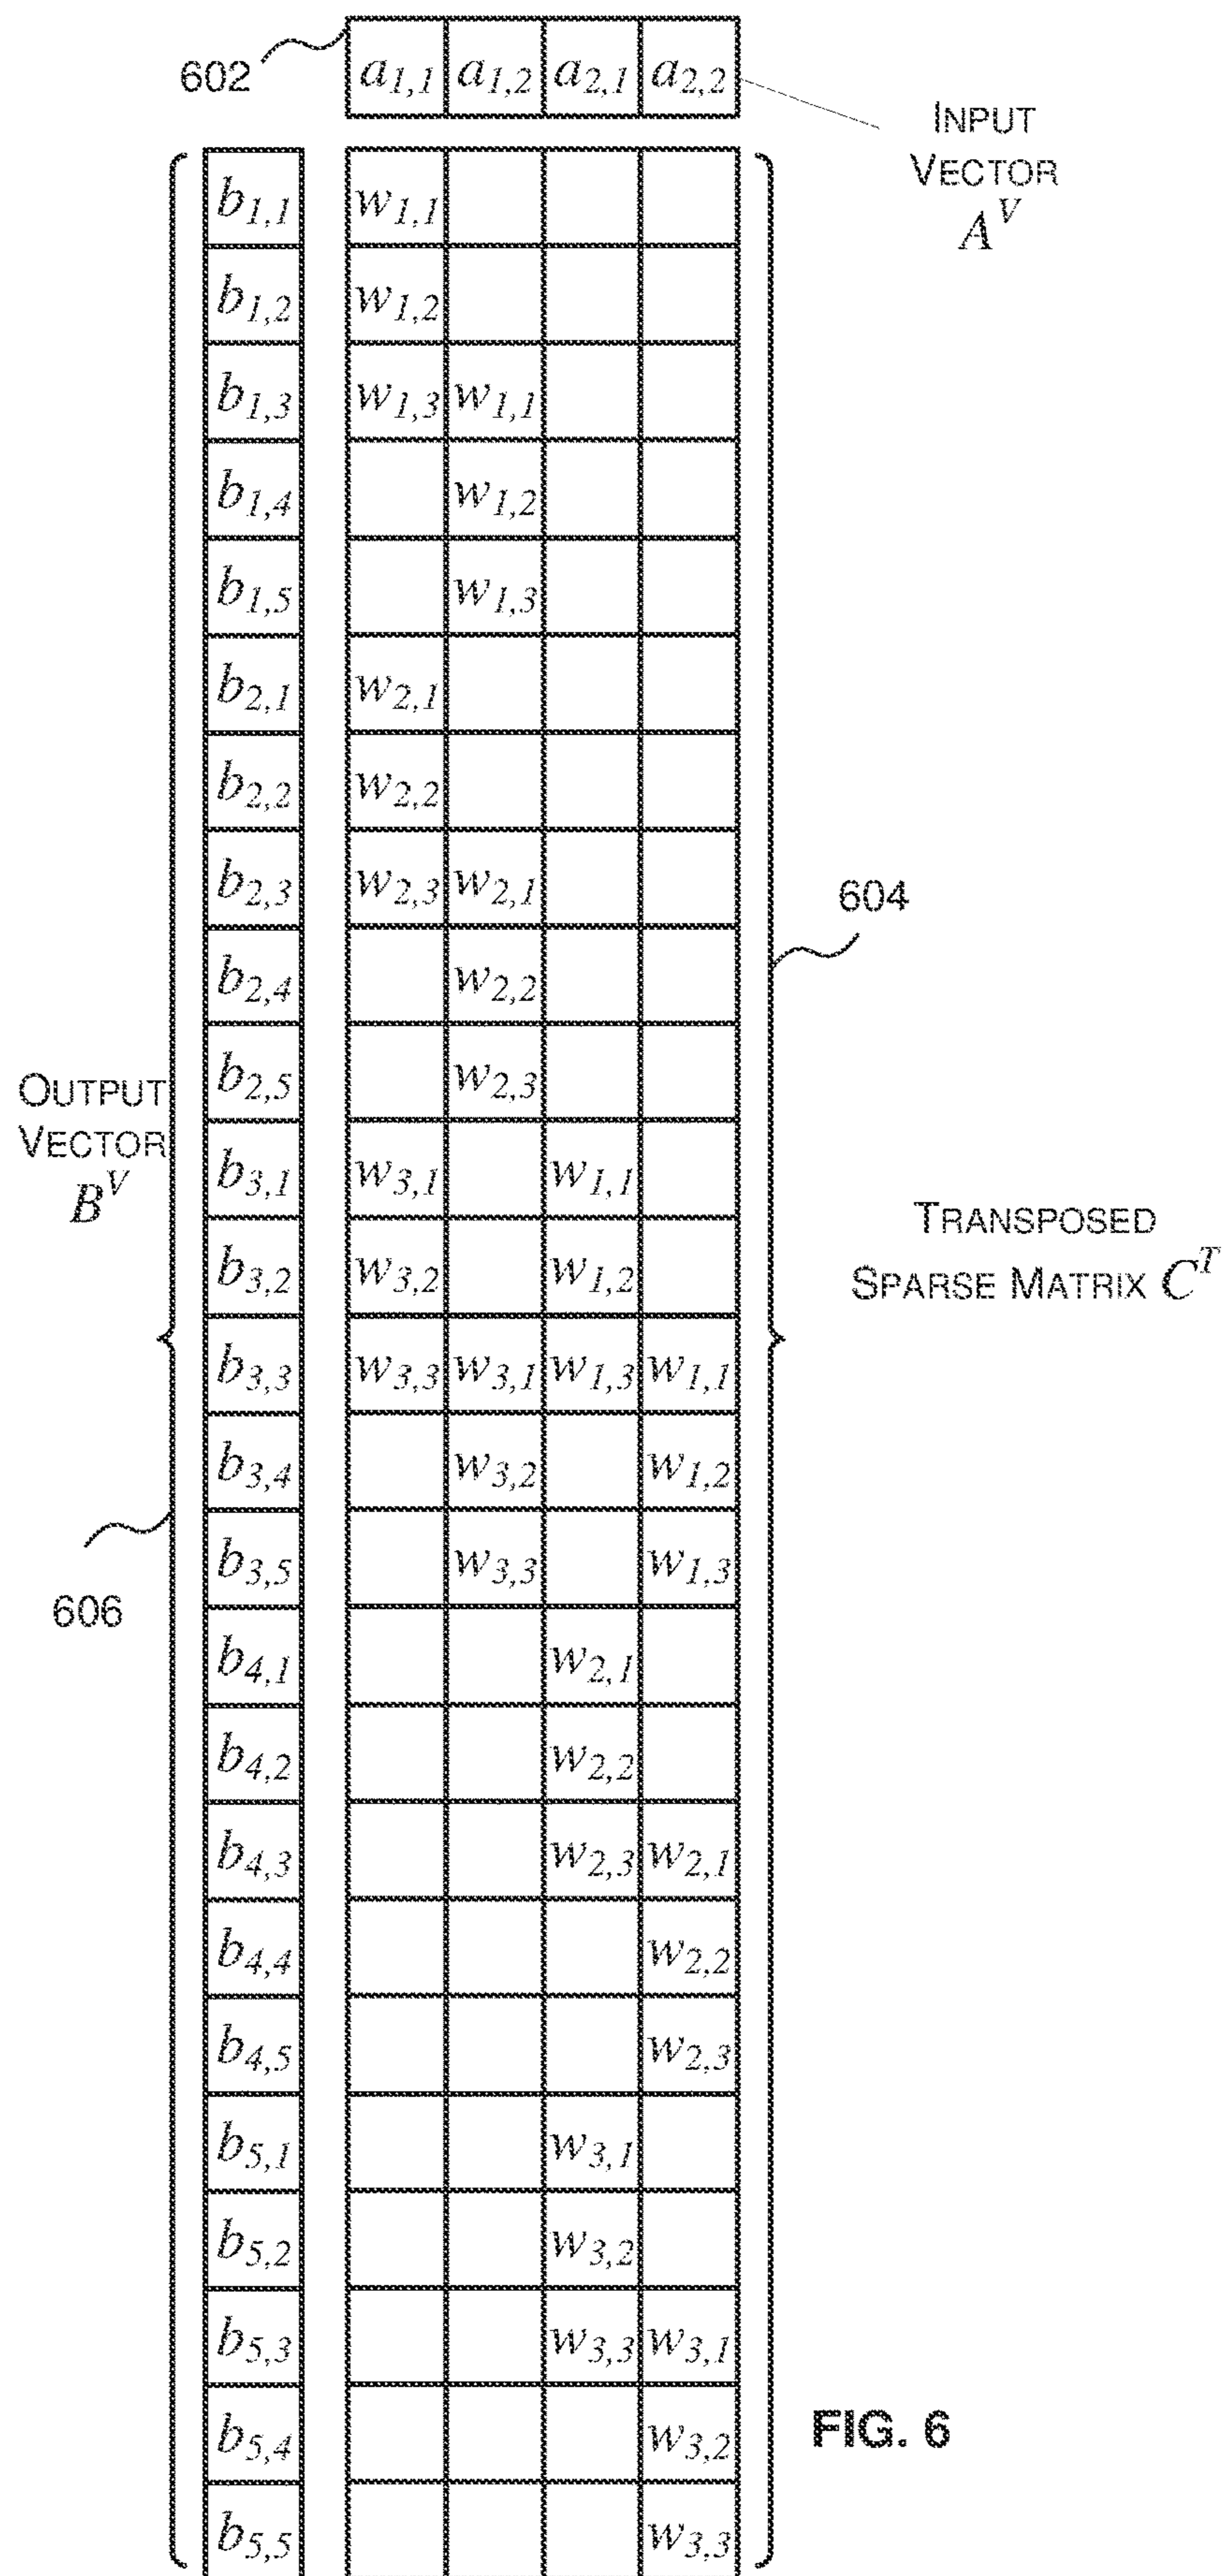 602
a1,1 a1,2 a2,1 a2,2
INPUT
VECTOR
A^V
b1,1 w1,1
b1,2 w1,2
b1,3 w1,3 w1,1
b1,4 w1,2
b1,5 w1,3
b2,1 w2,1
b2,2 w2,2
b2,3 w2,3 w2,1
604
b2,4 w2,2
b2,5 w2,3
OUTPUT
VECTOR
B^V
b3,1 w3,1 w1,1
b3,2 w3,2 w1,2
TRANSPOSED
SPARSE MATRIX C^T
b3,3 w3,3 w3,1 w1,3 w1,1
b3,4 w3,2 w1,2
b3,5 w3,3 w1,3
606
b4,1 w2,1
b4,2 w2,2
b4,3 w2,3 w2,1
b4,4 w2,2
b4,5 w2,3
b5,1 w3,1
b5,2 w3,2
b5,3 w3,3 w3,1
b5,4 w3,2
FIG. 6
b5,5 w3,3